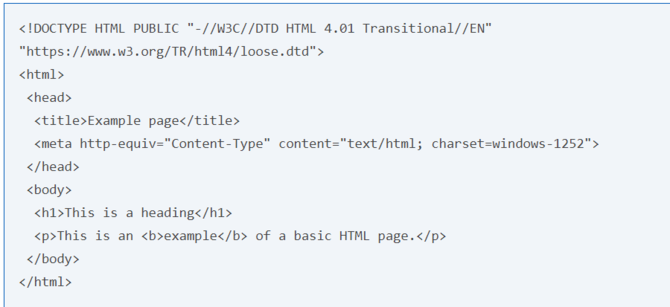 <!DOCTYPE HTML PUBLIC "-//W3C//DTD HTML 4.01 Transitional//EN"
"https://www.w3.org/TR/html4/loose.dtd">
<html>
<head>
<title>Example page</title>
<meta http-equiv="Content-Type" content="text/html; charset=windows-1252">
</head>
<body>
<h1>This is a heading</h1>
<p>This is an <b>example</b> of a basic HTML page.</p>
</body>
</html>